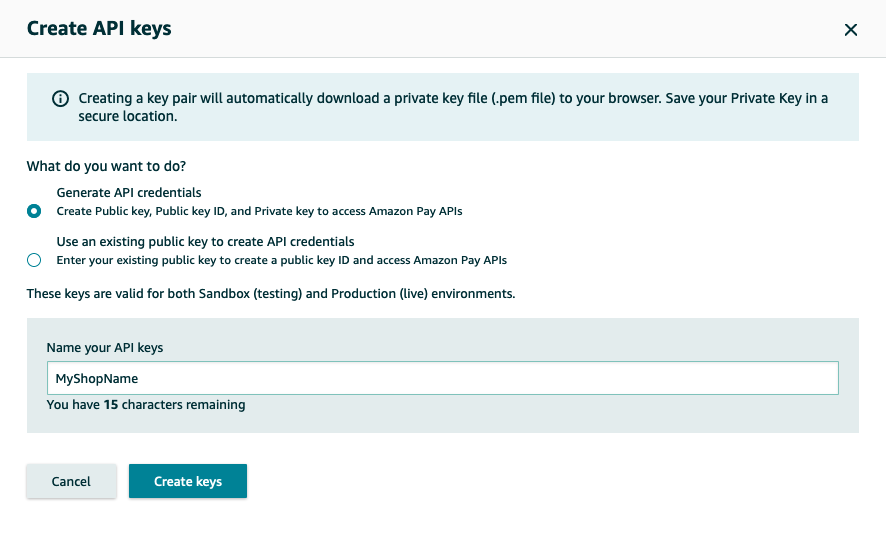 Create API keys
Creating a key pair will automatically download a private key file (.pem file) to your browser. Save your Private Key in a
secure location.
What do you want to do?
Generate API credentials
Create Public key, Public key ID, and Private key to access Amazon Pay APIs
Use an existing public key to create API credentials
Enter your existing public key to create a public key ID and access Amazon Pay APIs
These keys are valid for both Sandbox (testing) and Production (live) environments.
Name your API keys
MyShopName
You have 15 characters remaining
Cancel
Create keys